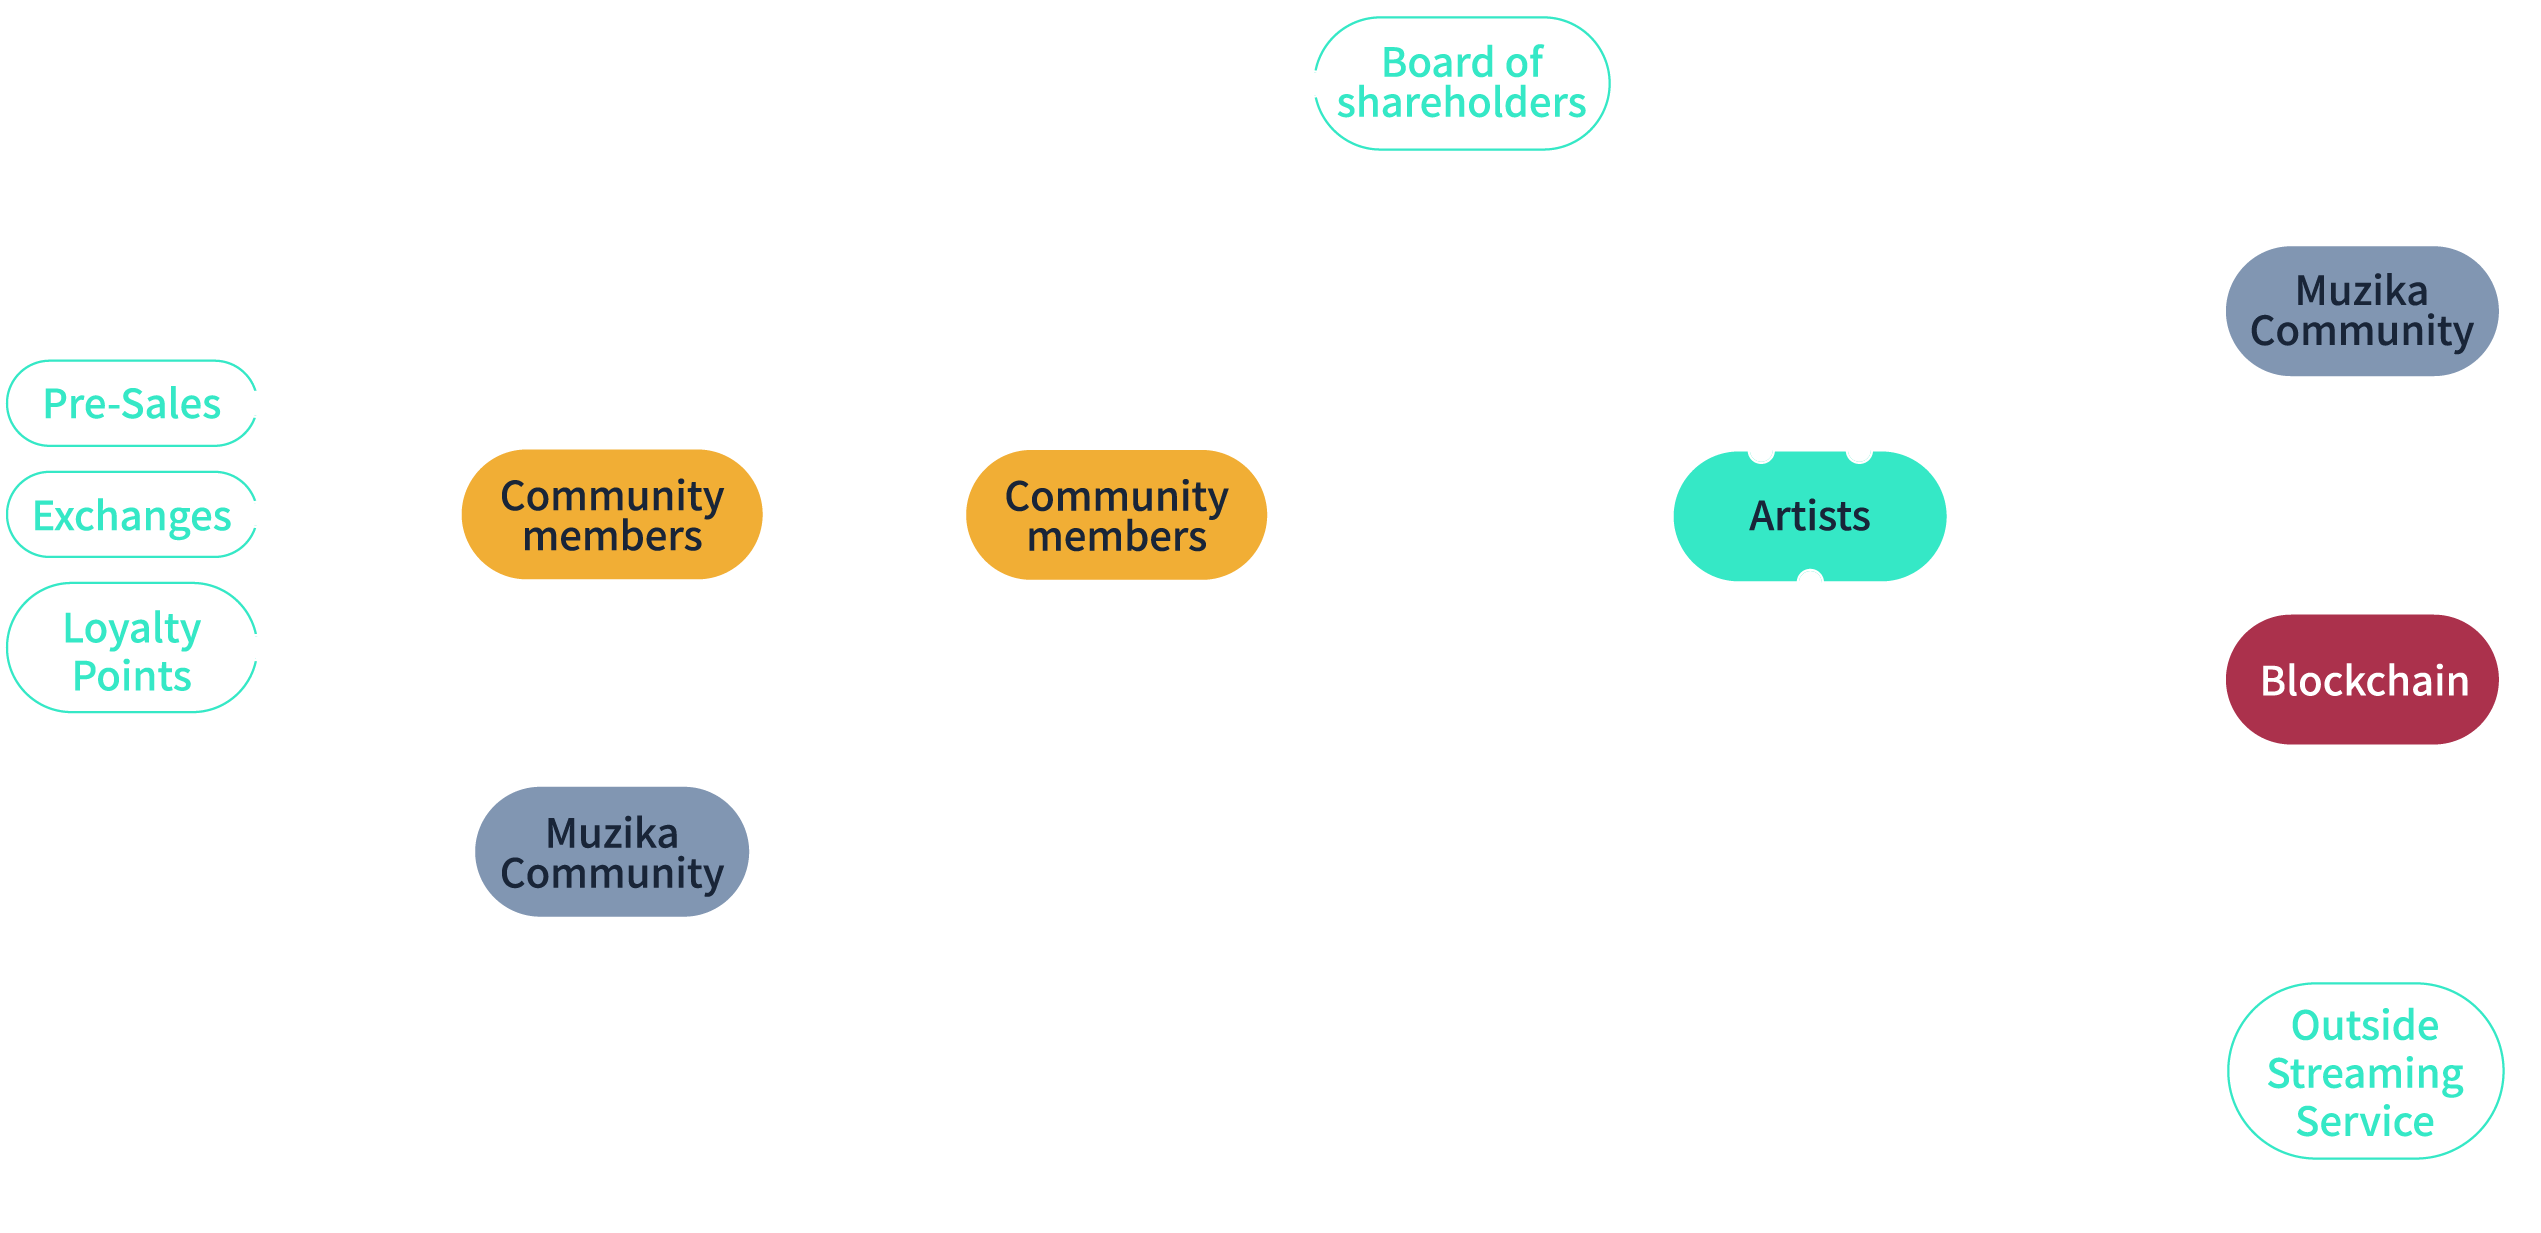 Board of
shareholders
Muzika
Community
Pre-Sales
Exchanges
Loyalty
Points
Community
members
Community
members
Artists
Blockchain
Muzika
Community
Outside
Streaming
Service